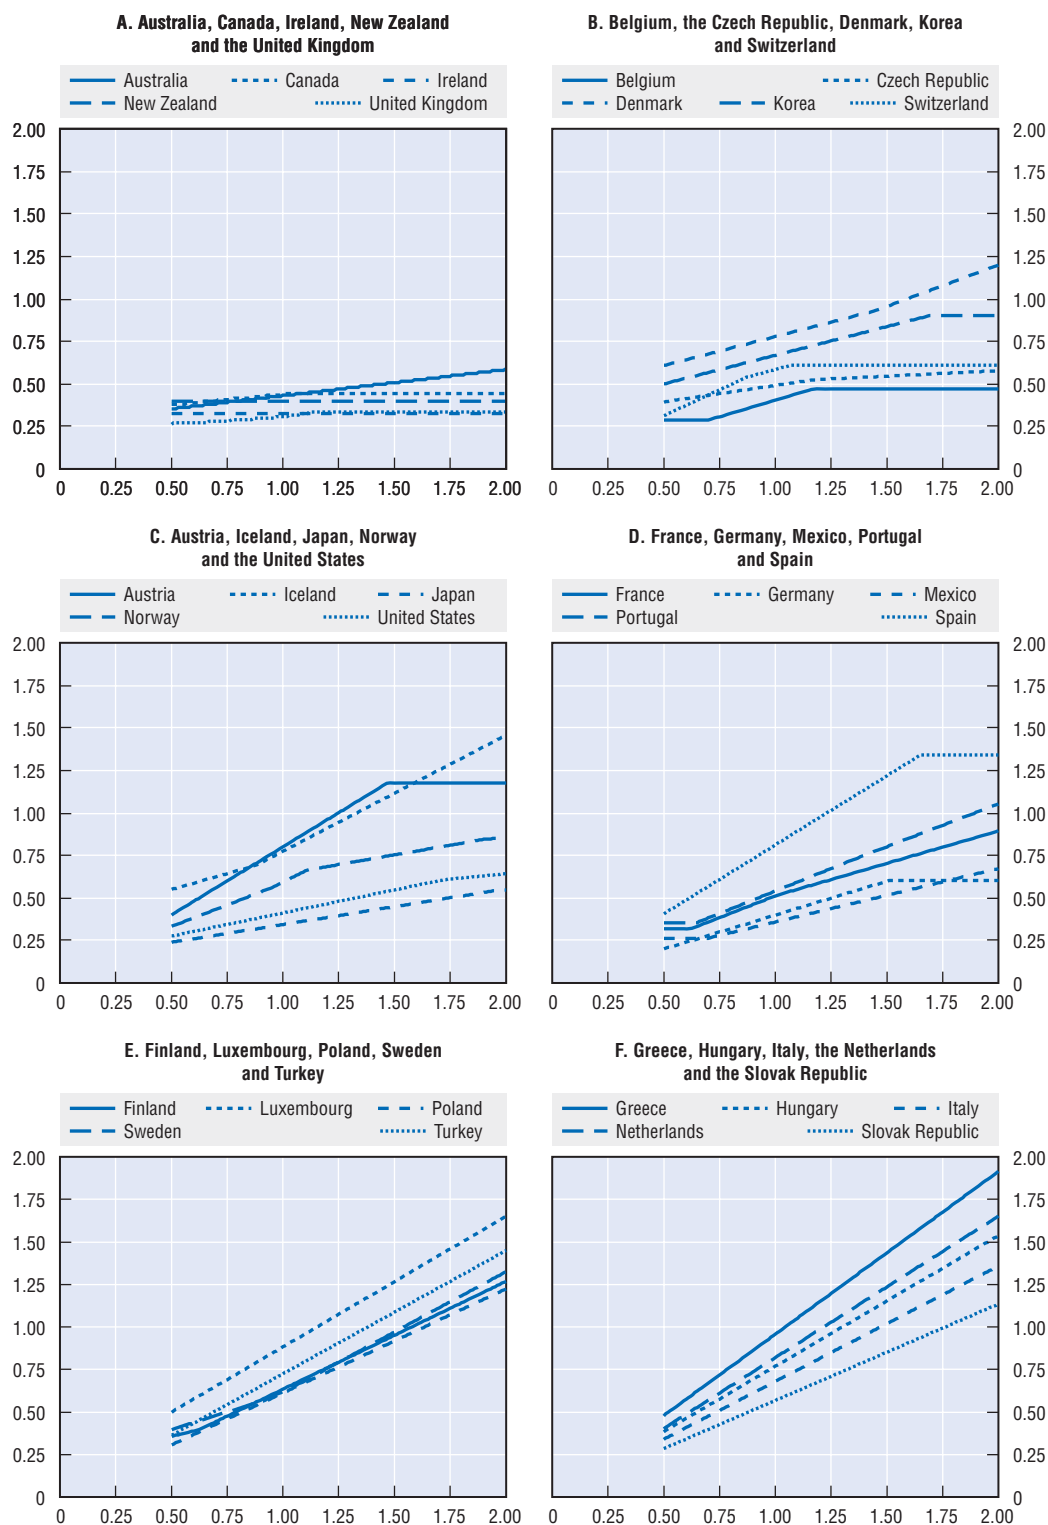 A. Australia, Canada, Ireland, New Zealand
and the United Kingdom
Australia Canada Ireland
New Zealand United Kingdom
2.00
1.75
1.50
1.25
1.00
0.75
0.50
0.25
0
0 0.25 0.50 0.75 1.00 1.25 1.50 1.75 2.00
B. Belgium, the Czech Republic, Denmark, Korea
and Switzerland
Belgium Czech Republic
Denmark Korea Switzerland
2.00
1.75
1.50
1.25
1.00
0.75
0.50
0.25
0
0 0.25 0.50 0.75 1.00 1.25 1.50 1.75 2.00
C. Austria, Iceland, Japan, Norway
and the United States
Austria Iceland Japan
Norway United States
2.00
1.75
1.50
1.25
1.00
0.75
0.50
0.25
0
0 0.25 0.50 0.75 1.00 1.25 1.50 1.75 2.00
D. France, Germany, Mexico, Portugal
and Spain
France Germany Mexico
Portugal Spain
2.00
1.75
1.50
1.25
1.00
0.75
0.50
0.25
0
0 0.25 0.50 0.75 1.00 1.25 1.50 1.75 2.00
E. Finland, Luxembourg, Poland, Sweden
and Turkey
Finland Luxembourg Poland
Sweden Turkey
2.00
1.75
1.50
1.25
1.00
0.75
0.50
0.25
0
0 0.25 0.50 0.75 1.00 1.25 1.50 1.75 2.00
F. Greece, Hungary, Italy, the Netherlands
and the Slovak Republic
Greece Hungary Italy
Netherlands Slovak Republic
2.00
1.75
1.50
1.25
1.00
0.75
0.50
0.25
0
0 0.25 0.50 0.75 1.00 1.25 1.50 1.75 2.00